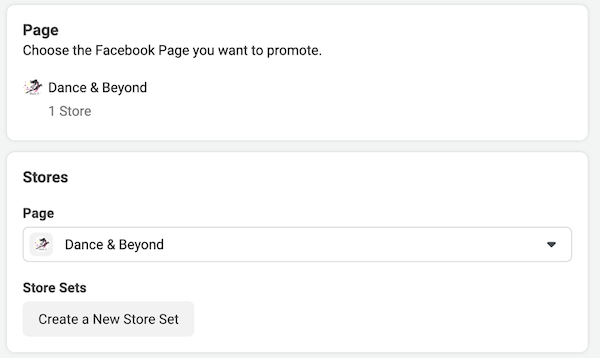 Page
Choose the Facebook Page you want to promote.
Dance & Beyond
1 Store
Stores
Page
Dance & Beyond
Store Sets
Create a New Store Set